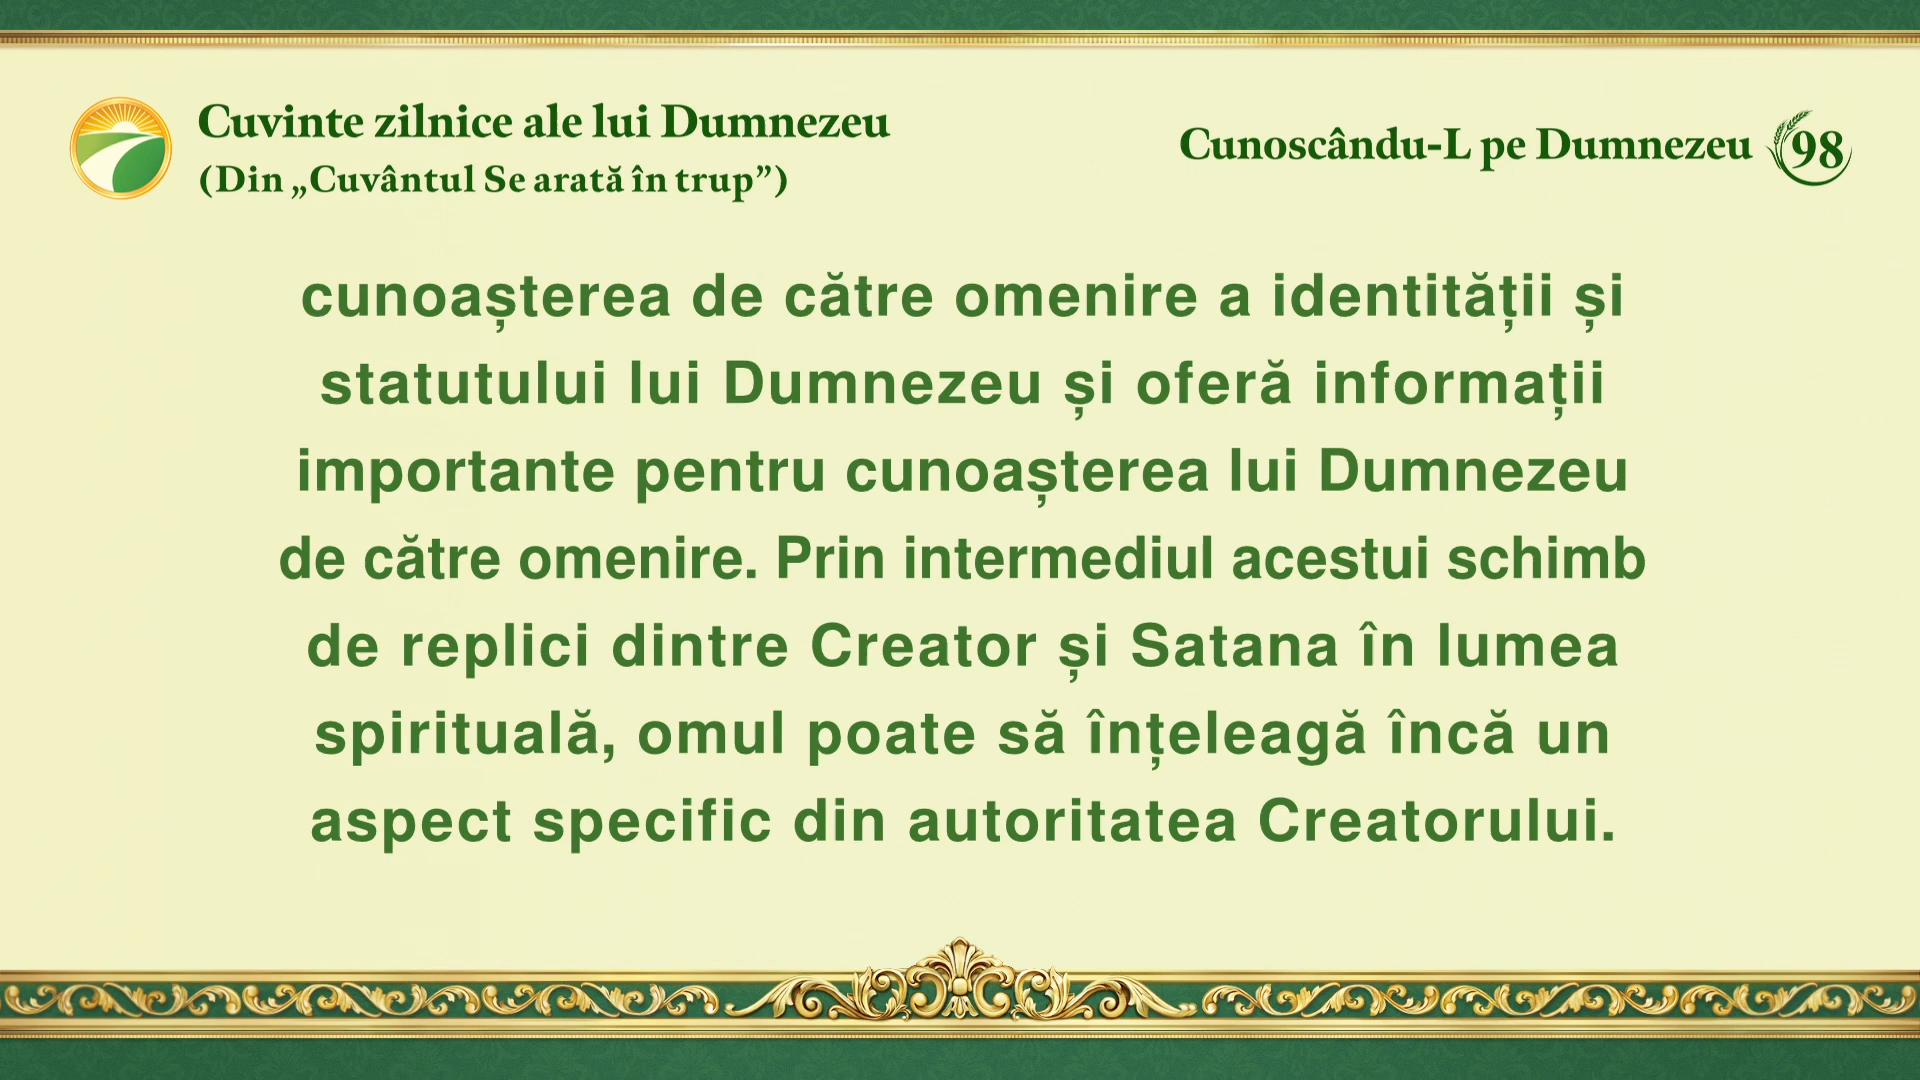 Cuvinte zilnice ale lui Dumnezeu
(Din „Cuvântul Se arată în trup”)
Cunoscându-L pe Dumnezeu 98
cunoașterea de către omenire a identității și
statutului lui Dumnezeu și oferă informații
importante pentru cunoașterea lui Dumnezeu
de către omenire. Prin intermediul acestui schimb
de replici dintre Creator și Satana în lumea
spirituală, omul poate să înțeleagă încă un
aspect specific din autoritatea Creatorului.